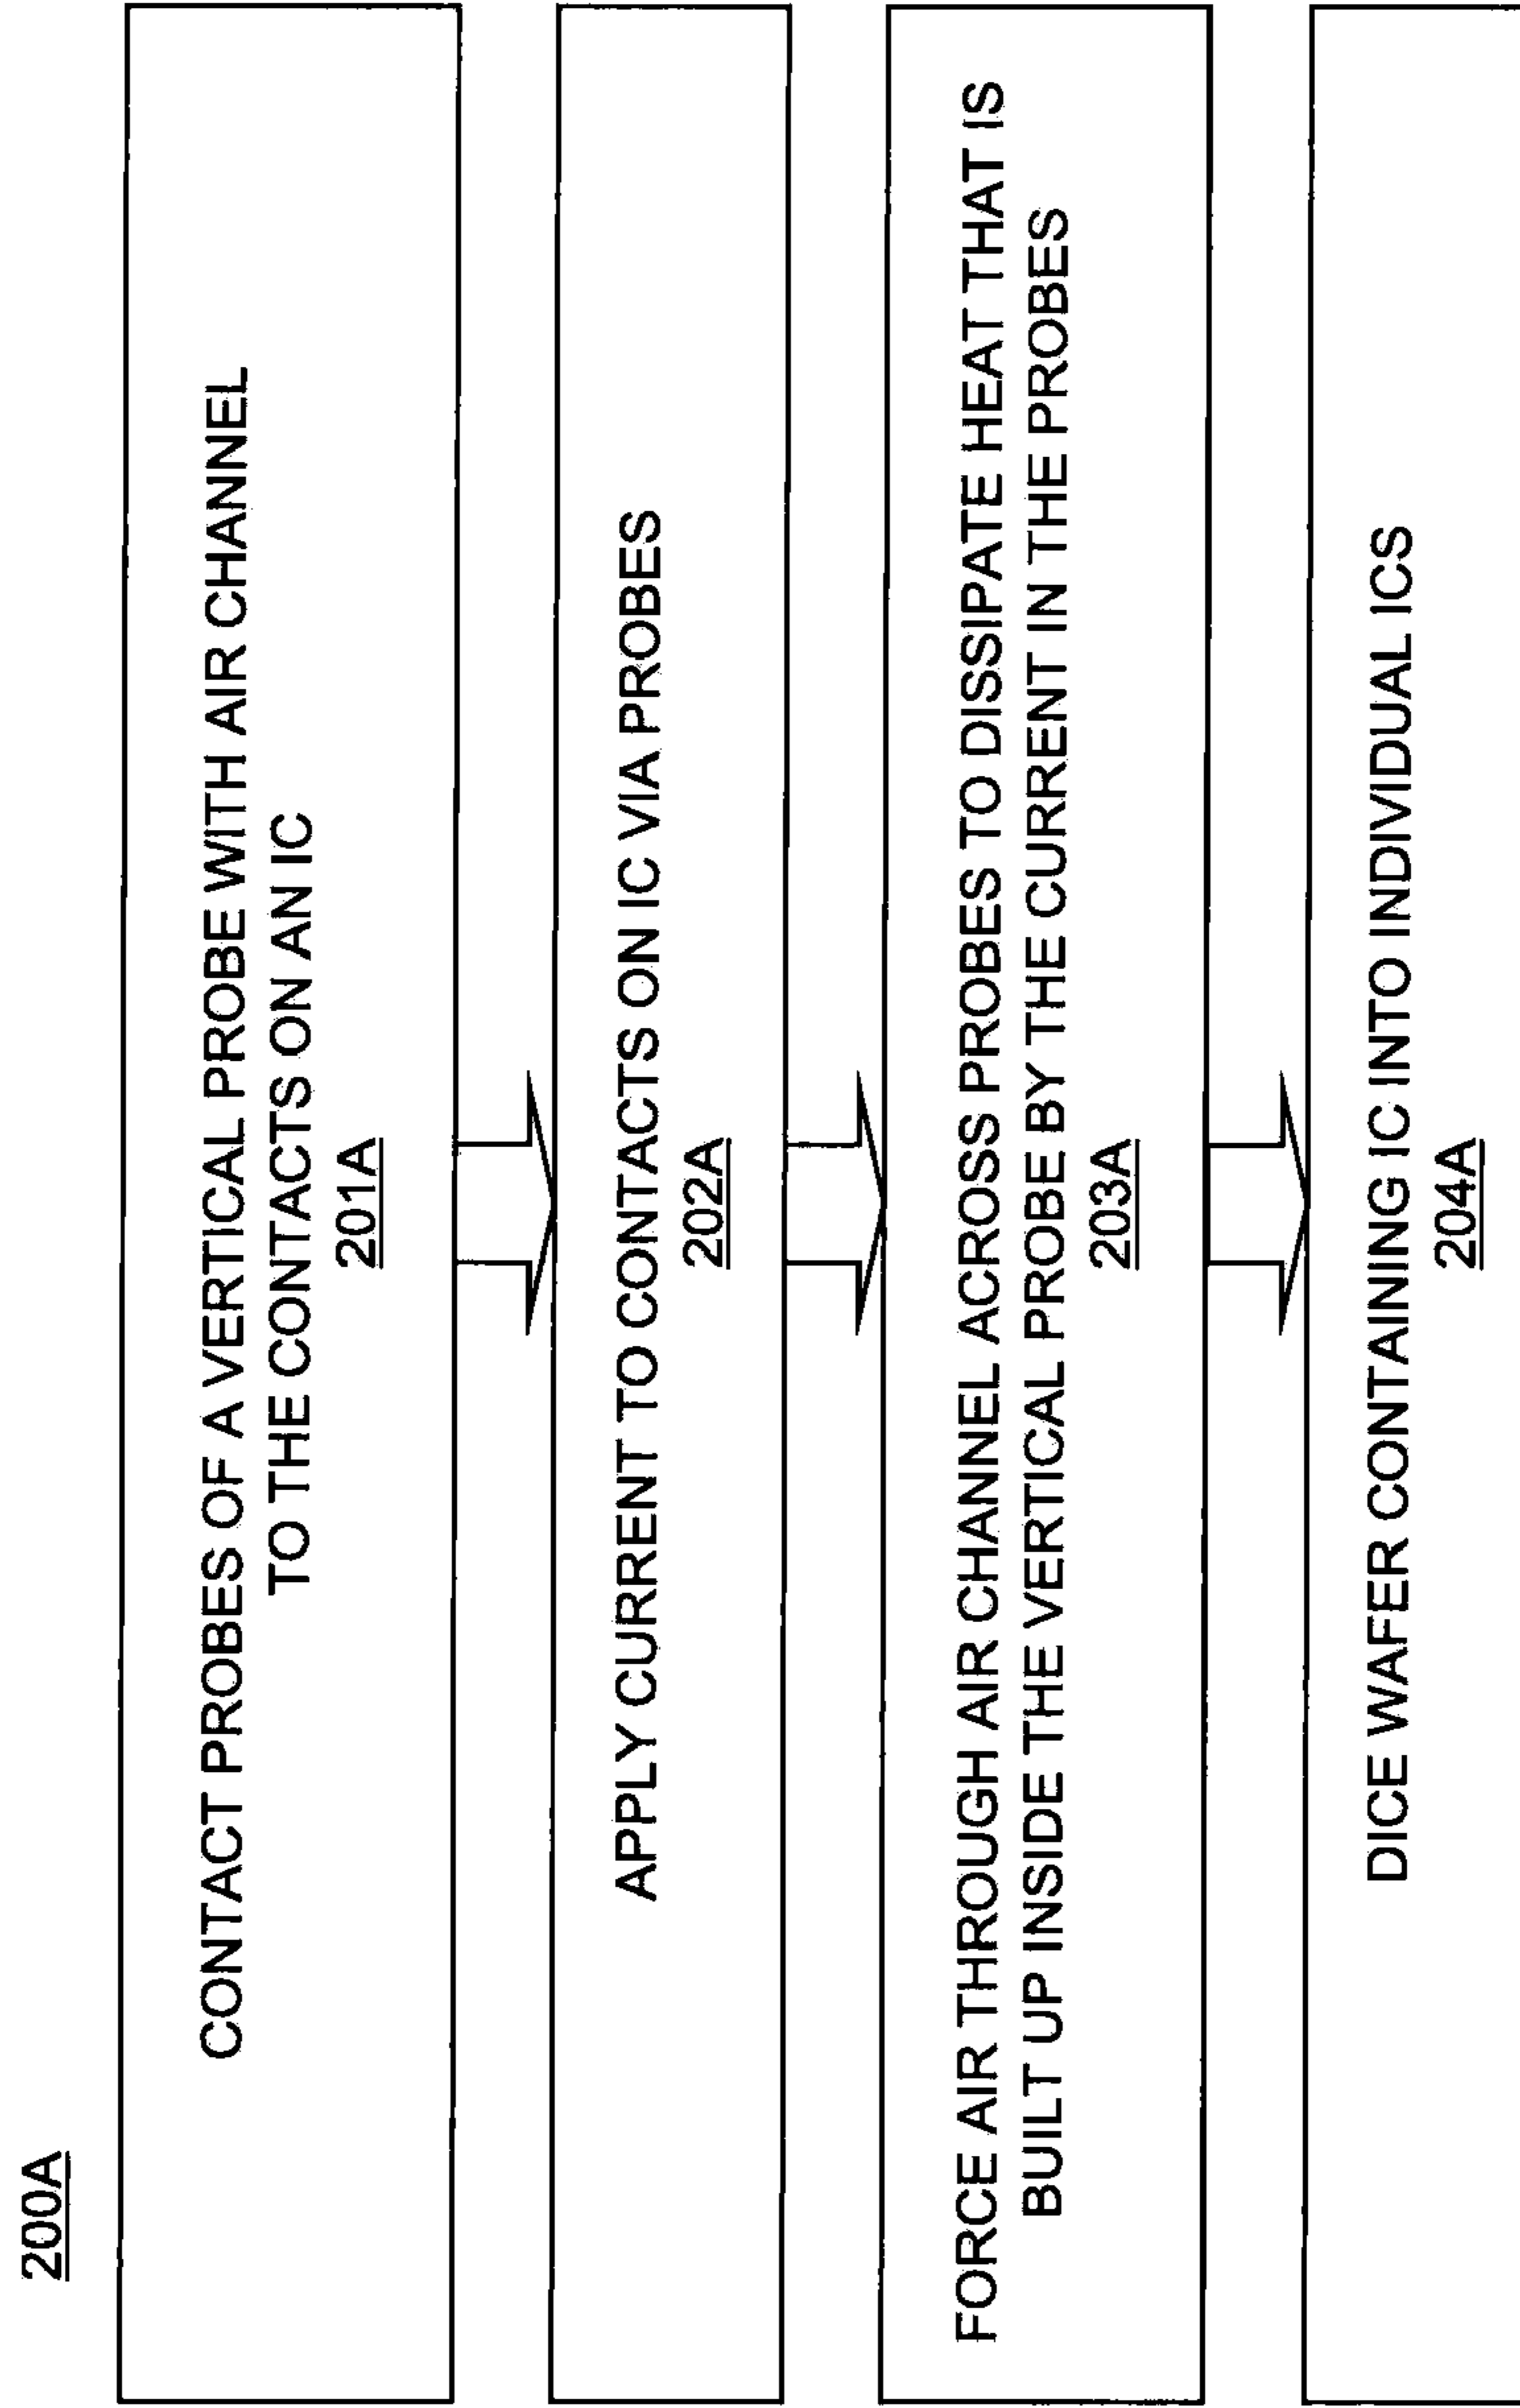 200A
CONTACT PROBES OF A VERTICAL PROBE WITH AIR CHANNEL
TO THE CONTACTS ON AN IC
201A
APPLY CURRENT TO CONTACTS ON IC VIA PROBES
202A
FORCE AIR THROUGH AIR CHANNEL ACROSS PROBES TO DISSIPATE HEAT THAT IS
BUILT UP INSIDE THE VERTICAL PROBE BY THE CURRENT IN THE PROBES
203A
DICE WAFER CONTAINING IC INTO INDIVIDUAL ICS
204A